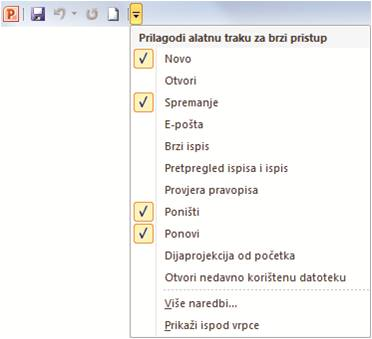 P
Prilagodi alatnu traku za brzi pristup
Novo
Otvori
Spremanje
E-pošta
Brzi ispis
Pretpregled ispisa i ispis
Provjera pravopisa
Poništi
Ponovi
Dijaprojekcija od početka
Otvori nedavno korištenu datoteku
Više naredbi...
Prikaži ispod vrpce